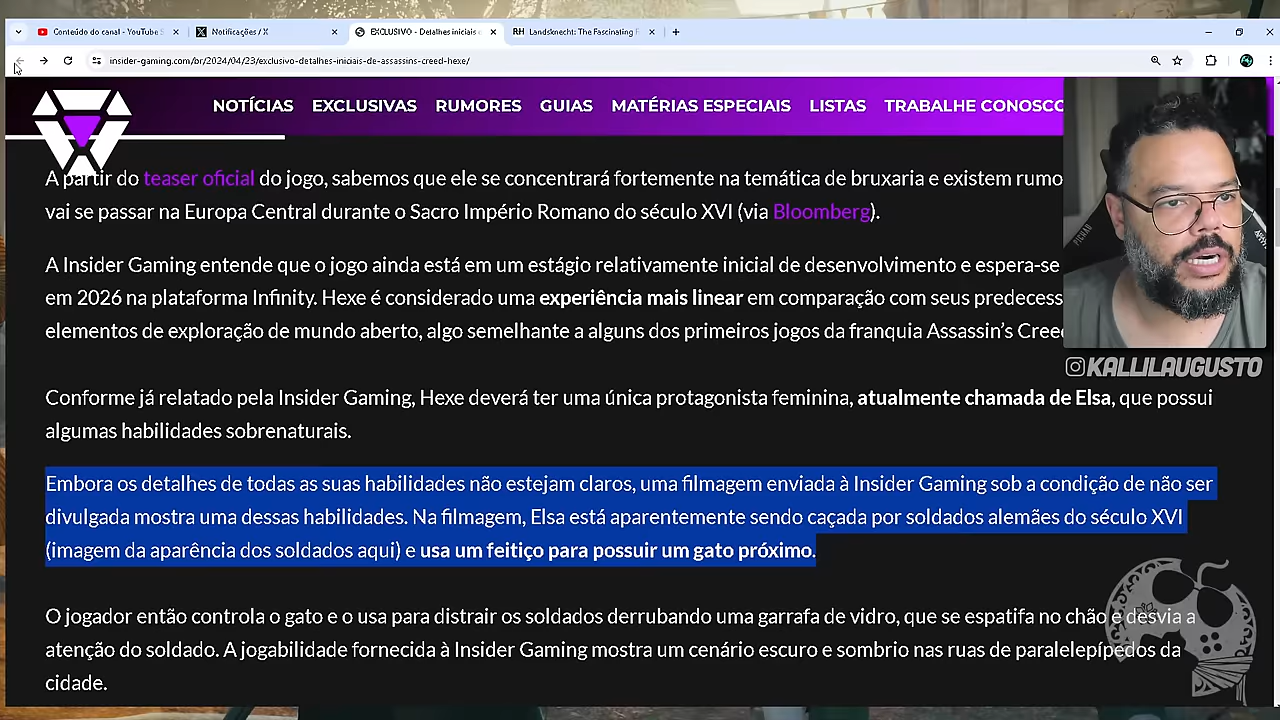 Conteúdo do canal - YouTube S
Notificações / X
EXCLUSIVO - Detalhes iniciais
RH Landsknecht: The Fascinating
insider-gaming.com/br/2024/04/23/exclusivo-detalhes-iniciais-de-assassins-creed-hexe/
NOTÍCIAS EXCLUSIVAS RUMORES GUIAS MATÉRIAS ESPECIAIS LISTAS TRABALHE CONOSCO
A partir do teaser oficial do jogo, sabemos que ele se concentrará fortemente na temática de bruxaria e existem rumo
vai se passar na Europa Central durante o Sacro Império Romano do século XVI (via Bloomberg).
A Insider Gaming entende que o jogo ainda está em um estágio relativamente inicial de desenvolvimento e espera-se
em 2026 na plataforma Infinity. Hexe é considerado uma experiência mais linear em comparação com seus predecess
elementos de exploração de mundo aberto, algo semelhante a alguns dos primeiros jogos da franquia Assassin’s Creed
KALLILAUGUSTO
Conforme já relatado pela Insider Gaming, Hexe deverá ter uma única protagonista feminina, atualmente chamada de Elsa, que possui
algumas habilidades sobrenaturais.
Embora os detalhes de todas as suas habilidades não estejam claros, uma filmagem enviada à Insider Gaming sob a condição de não ser
divulgada mostra uma dessas habilidades. Na filmagem, Elsa está aparentemente sendo caçada por soldados alemães do século XVI
(imagem da aparência dos soldados aqui) e usa um feitiço para possuir um gato próximo.
O jogador então controla o gato e o usa para distrair os soldados derrubando uma garrafa de vidro, que se espatifa no chão e desvia a
atenção do soldado. A jogabilidade fornecida à Insider Gaming mostra um cenário escuro e sombrio nas ruas de paralelepípedos da
cidade.